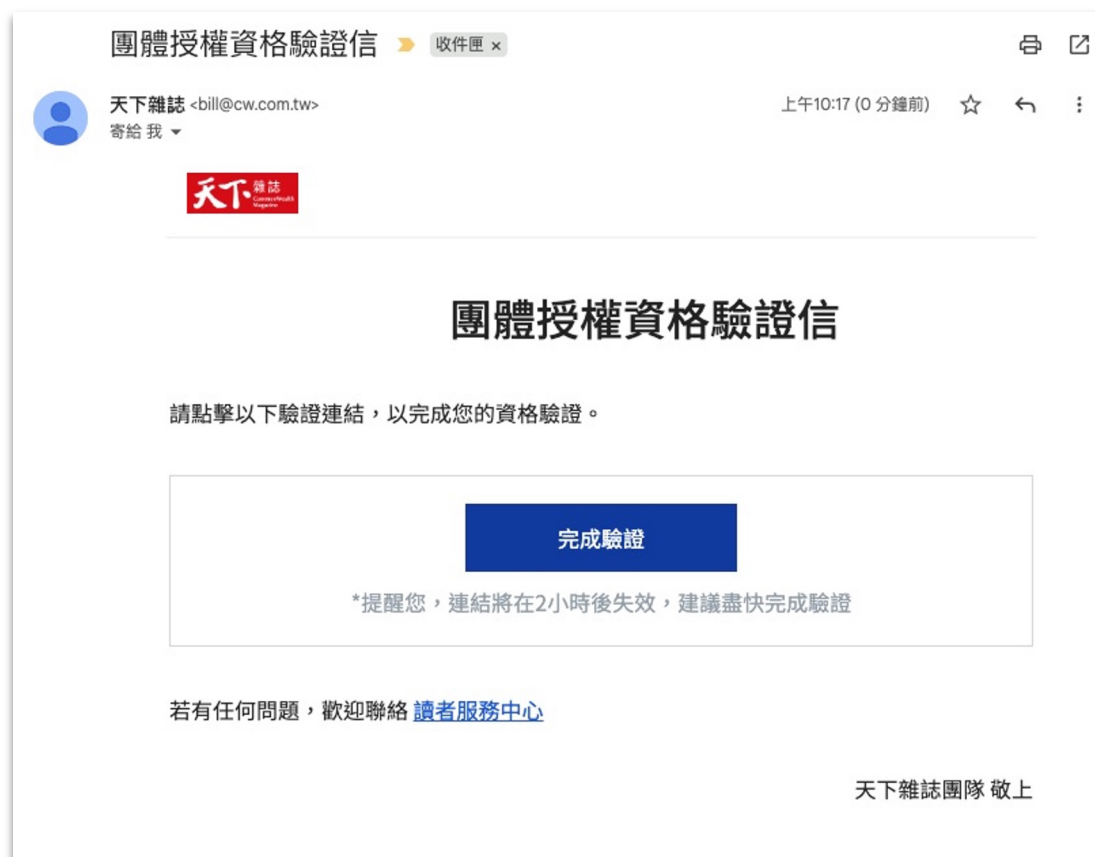 團體授權資格驗證信 收件匣 ×
天下雜誌 <bill@cw.com.tw> 上午10:17 (0 分鐘前)
寄給 我
天下雜誌
CommonWealth
Magazine
團體授權資格驗證信
請點擊以下驗證連結，以完成您的資格驗證。
完成驗證
*提醒您，連結將在2小時後失效，建議盡快完成驗證
若有任何問題，歡迎聯絡 讀者服務中心
天下雜誌團隊 敬上